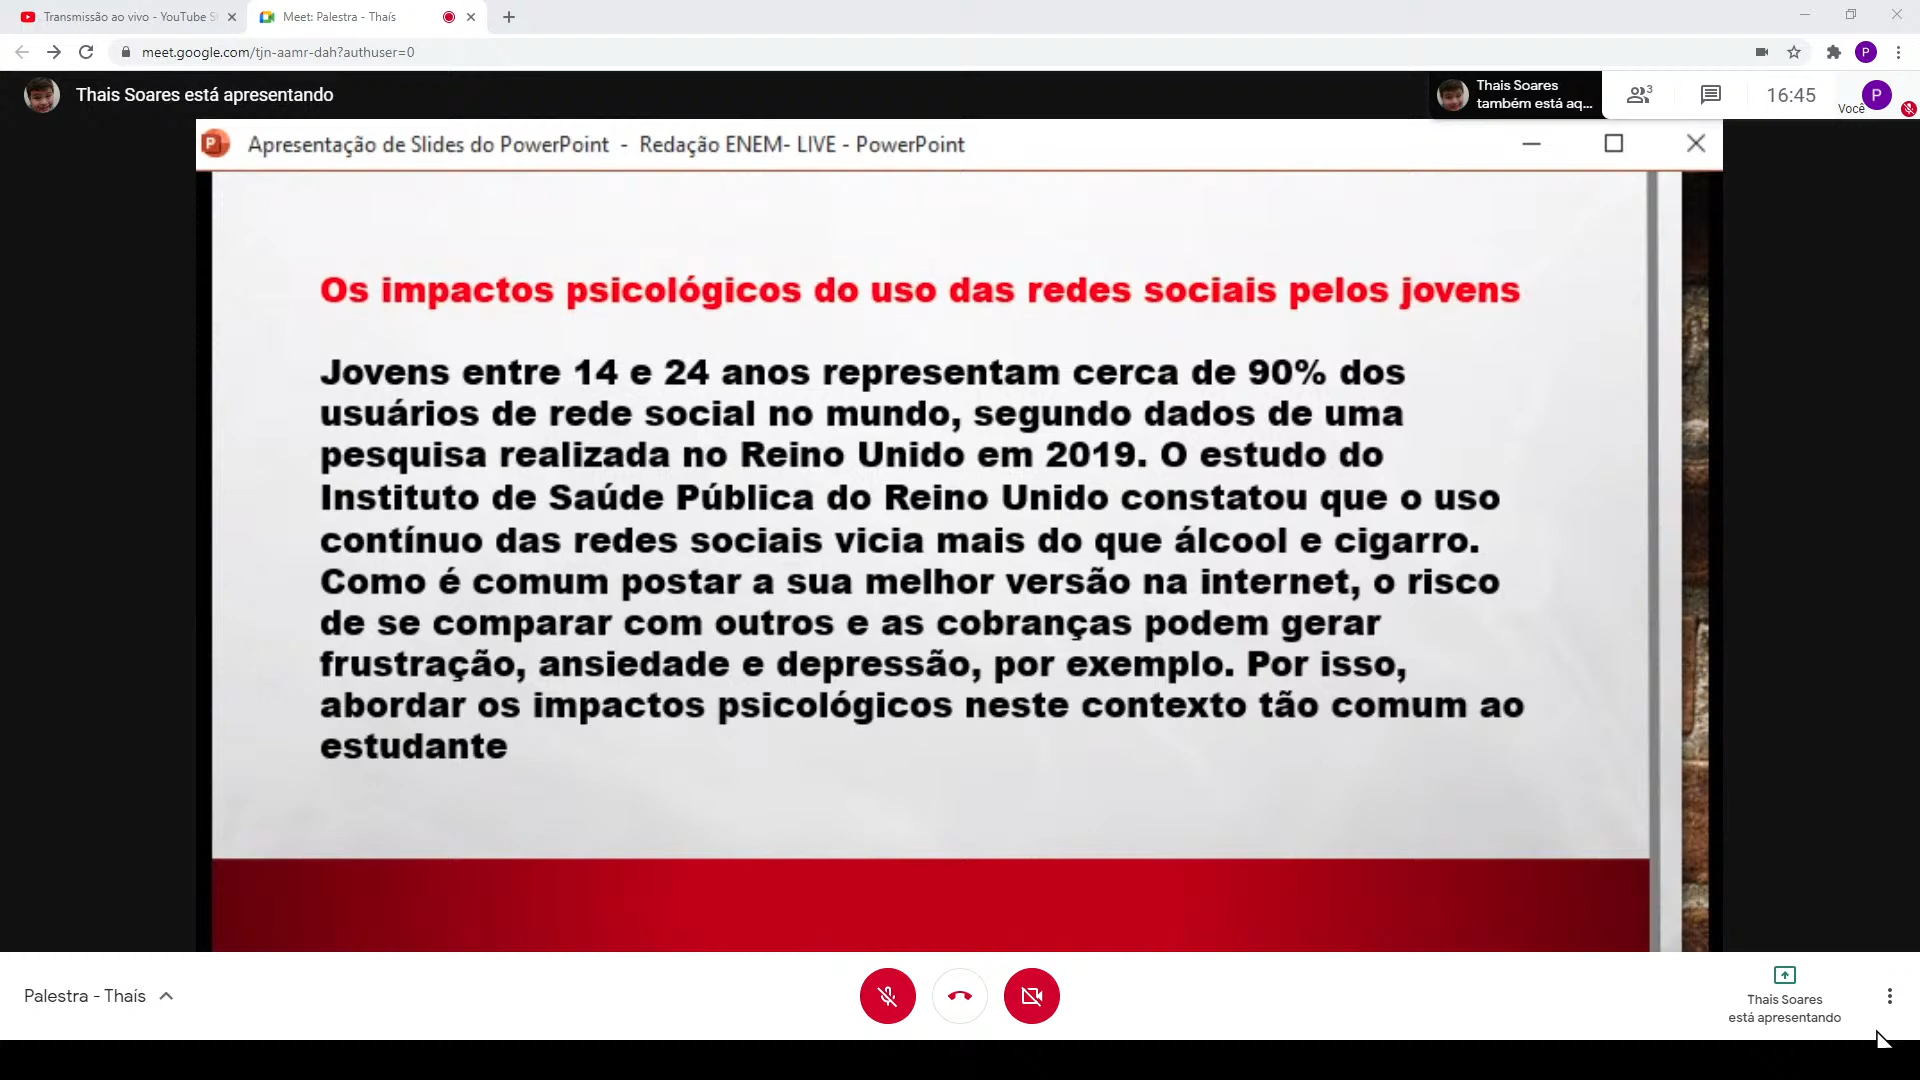 Transmissão ao vivo - YouTube S
Meet: Palestra - Thaís
meet.google.com/tjn-aamr-dah?authuser=0
P
Thais Soares está apresentando
Thais Soares
também está aq...
3
16:45
Você
P
Apresentação de Slides do PowerPoint - Redação ENEM- LIVE - PowerPoint
Os impactos psicológicos do uso das redes sociais pelos jovens
Jovens entre 14 e 24 anos representam cerca de 90% dos
usuários de rede social no mundo, segundo dados de uma
pesquisa realizada no Reino Unido em 2019. O estudo do
Instituto de Saúde Pública do Reino Unido constatou que o uso
contínuo das redes sociais vicia mais do que álcool e cigarro.
Como é comum postar a sua melhor versão na internet, o risco
de se comparar com outros e as cobranças podem gerar
frustração, ansiedade e depressão, por exemplo. Por isso,
abordar os impactos psicológicos neste contexto tão comum ao
estudante
Palestra - Thaís
Thais Soares
está apresentando